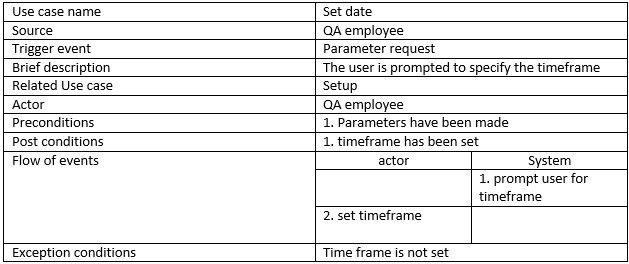 Use case name Set date
Source QA employee
Trigger event Parameter request
Brief description The user is prompted to specify the timeframe
Related Use case Setup
Actor QA employee
Preconditions 1. Parameters have been made
Post conditions 1. timeframe has been set
Flow of events actor System
1. prompt user for
timeframe
2. set timeframe
Exception conditions Time frame is not set